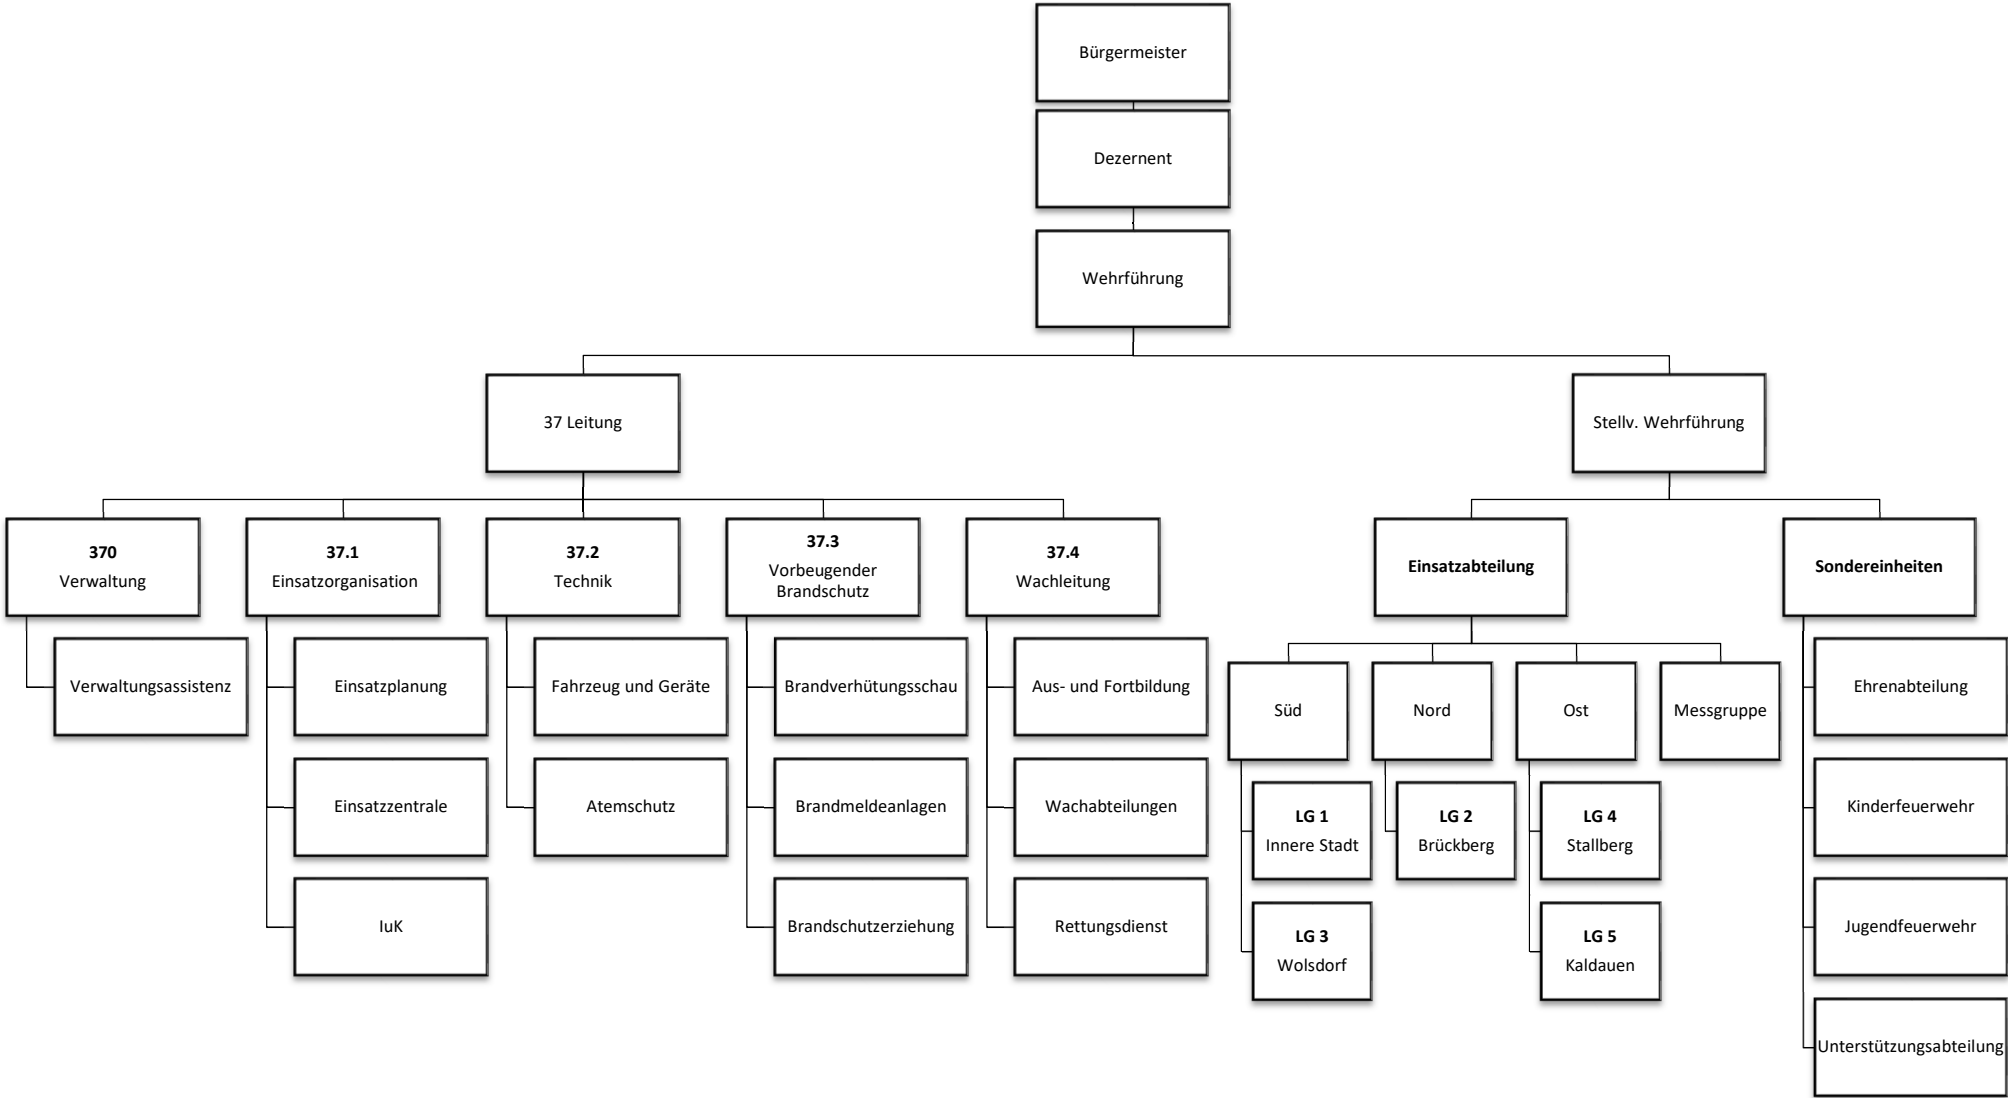 Bürgermeister
Dezernent
Wehrführung
37 Leitung
Stellv. Wehrführung
370
Verwaltung
37.1
Einsatzorganisation
37.2
Technik
37.3
Vorbeugender
Brandschutz
37.4
Wachleitung
Einsatzabteilung
Sondereinheiten
Verwaltungsassistenz
Einsatzplanung
Einsatzzentrale
IuK
Fahrzeug und Geräte
Atemschutz
Brandverhütungsschau
Brandmeldeanlagen
Brandschutzerziehung
Aus- und Fortbildung
Wachabteilungen
Rettungsdienst
Süd
Nord
Ost
Messgruppe
LG 1
Innere Stadt
LG 3
Wolsdorf
LG 2
Brückberg
LG 4
Stallberg
LG 5
Kaldauen
Ehrenabteilung
Kinderfeuerwehr
Jugendfeuerwehr
Unterstützungsabteilung